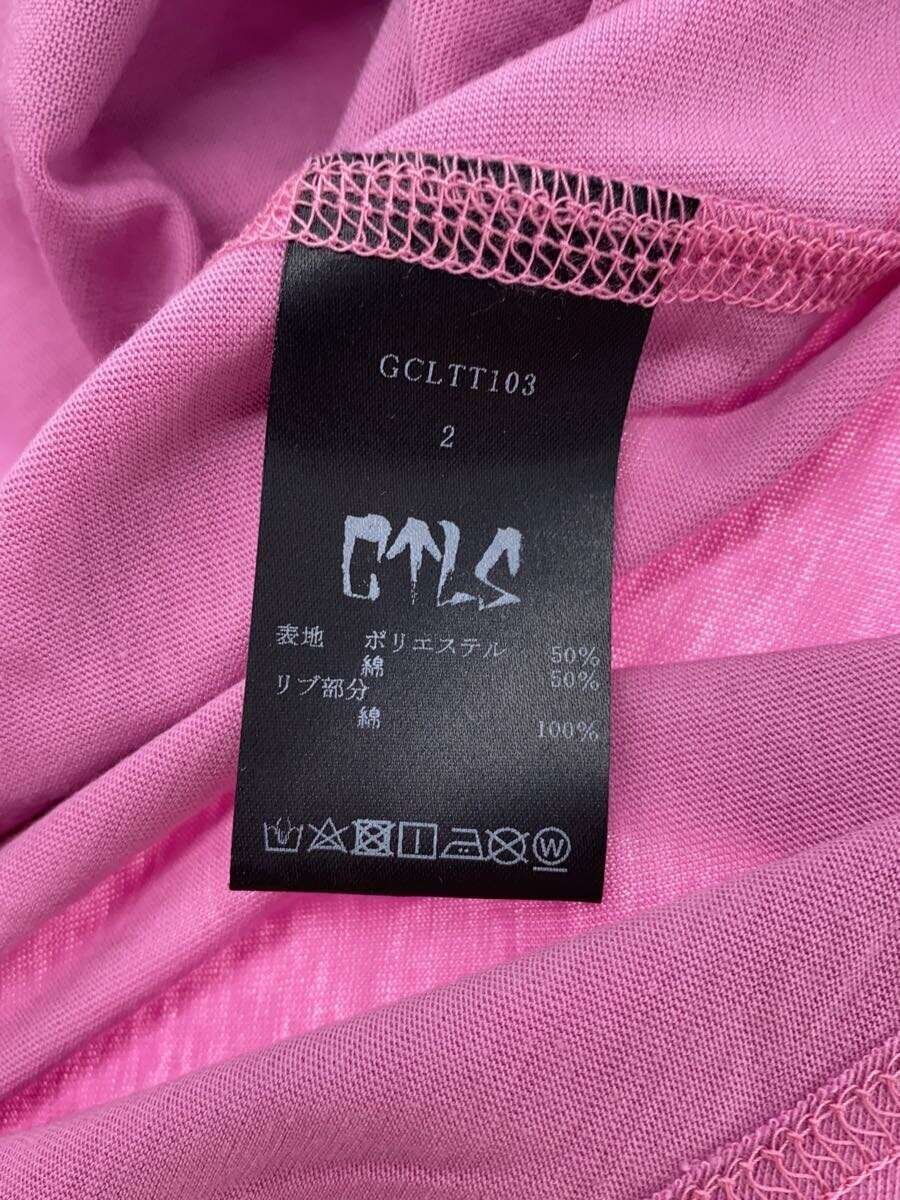 GCLTT103
2
CTLS
表地 ポリエステル 50%
綿 50%
リブ部分
綿 100%
W